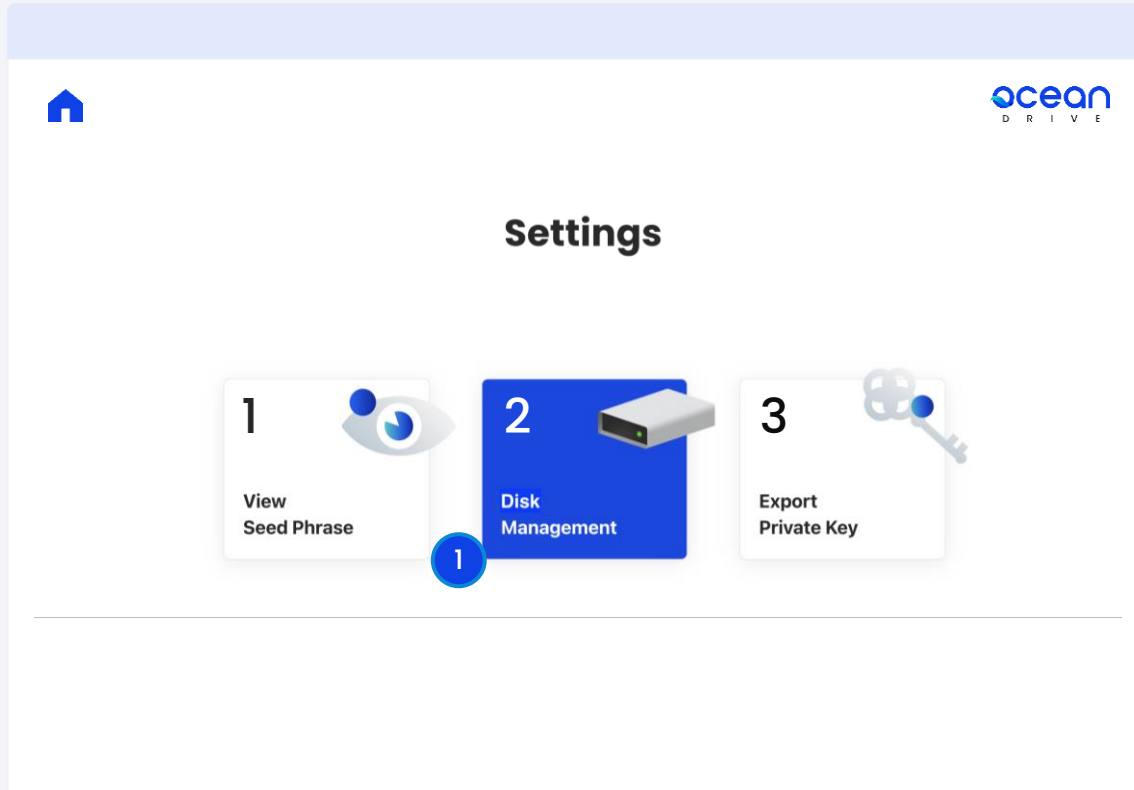 ocean
DRIVE
Settings
1
View
Seed Phrase
2
Disk
Management
3
Export
Private Key
1